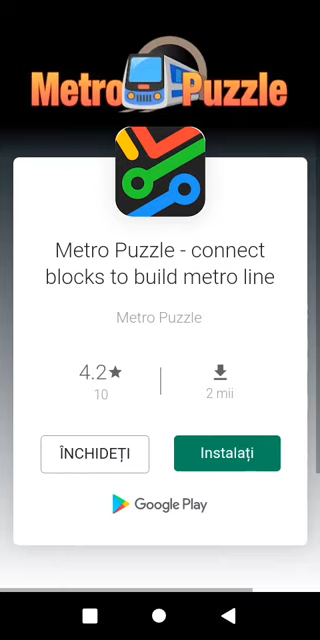 Metro Puzzle
Metro Puzzle - connect
blocks to build metro line
Metro Puzzle
4.2★
10
2 mii
ÎNCHIDEȚI
Instalați
Google Play